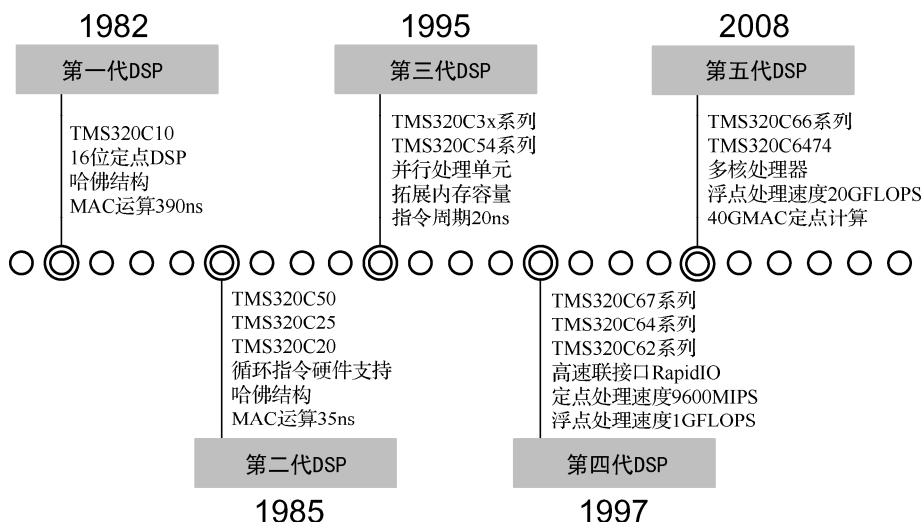 1982
第一代DSP
TMS320C10
16位定点DSP
哈佛结构
MAC运算390ns
TMS320C50
TMS320C25
TMS320C20
循环指令硬件支持
哈佛结构
MAC运算35ns
第二代DSP
1985
1995
第三代DSP
TMS320C3x系列
TMS320C54系列
并行处理单元
拓展内存容量
指令周期20ns
TMS320C67系列
TMS320C64系列
TMS320C62系列
高速联接口RapidIO
定点处理速度9600MIPS
浮点处理速度1GFLOPS
第四代DSP
1997
2008
第五代DSP
TMS320C66系列
TMS320C6474
多核处理器
浮点处理速度20GFLOPS
40GMAC定点计算